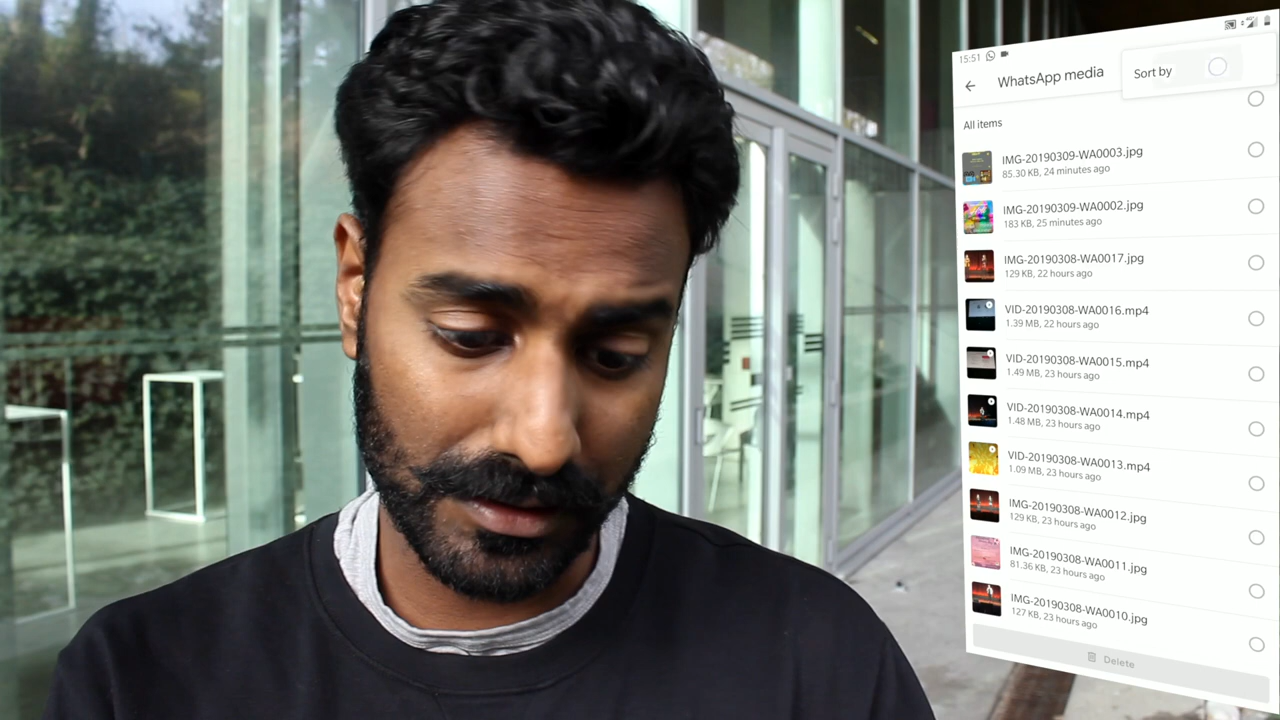 15:51
WhatsApp media
Sort by
All items
IMG-20190309-WA0003.jpg
85.30 KB, 24 minutes ago
IMG-20190309-WA0002.jpg
183 KB, 25 minutes ago
IMG-20190308-WA0017.jpg
129 KB, 22 hours ago
VID-20190308-WA0016.mp4
1.39 MB, 22 hours ago
VID-20190308-WA0015.mp4
1.49 MB, 23 hours ago
VID-20190308-WA0014.mp4
1.48 MB, 23 hours ago
VID-20190308-WA0013.mp4
1.09 MB, 23 hours ago
IMG-20190308-WA0012.jpg
129 KB, 23 hours ago
IMG-20190308-WA0011.jpg
81.36 KB, 23 hours ago
IMG-20190308-WA0010.jpg
127 KB, 23 hours ago
Delete